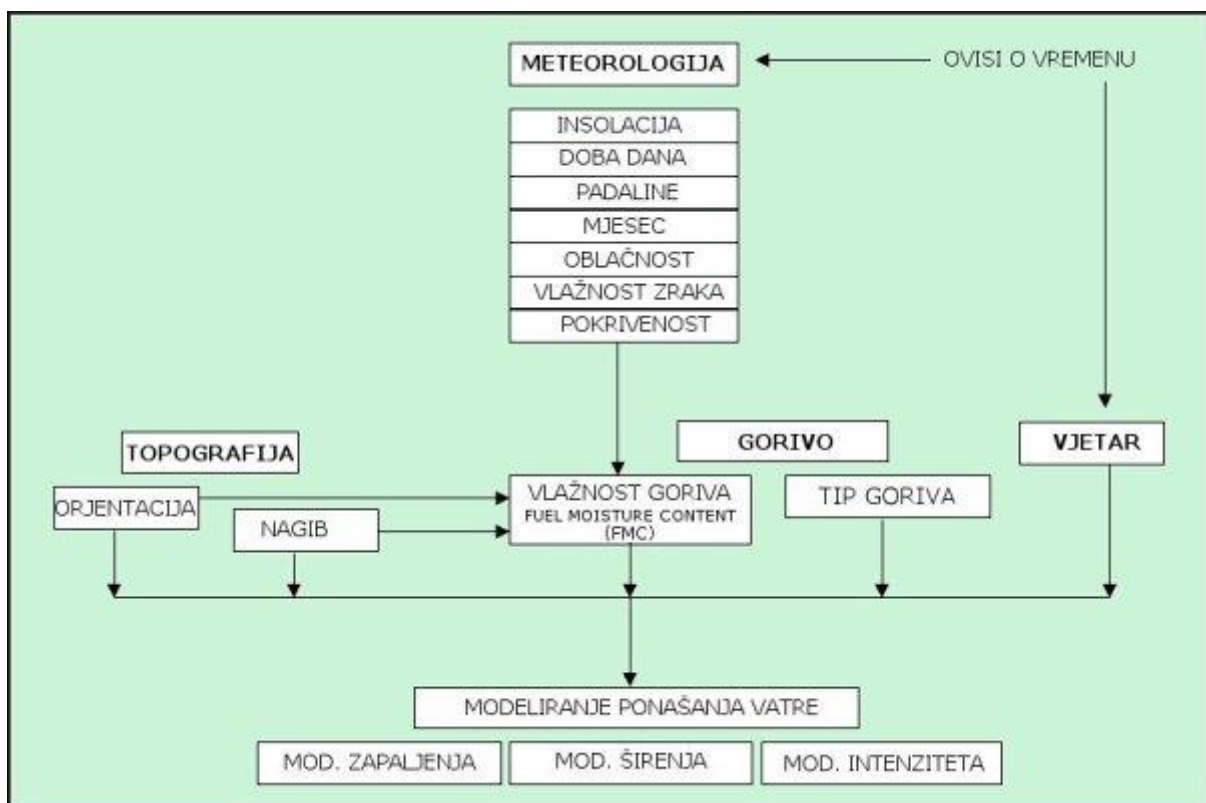 METEOROLOGIJA
OVISI O VREMENU
INSOLACIJA
DOBA DANA
PADALINE
MJESEC
OBLAČNOST
VLAŽNOST ZRAKA
POKRIVENOST
TOPOGRAFIJA
GORIVO
VJETAR
ORJENTACIJA
NAGIB
VLAŽNOST GORIVA
FUEL MOISTURE CONTENT
(FMC)
TIP GORIVA
MODELIRANJE PONAŠANJA VATRE
MOD. ZAPALJENJA
MOD. ŠIRENJA
MOD. INTENZITETA